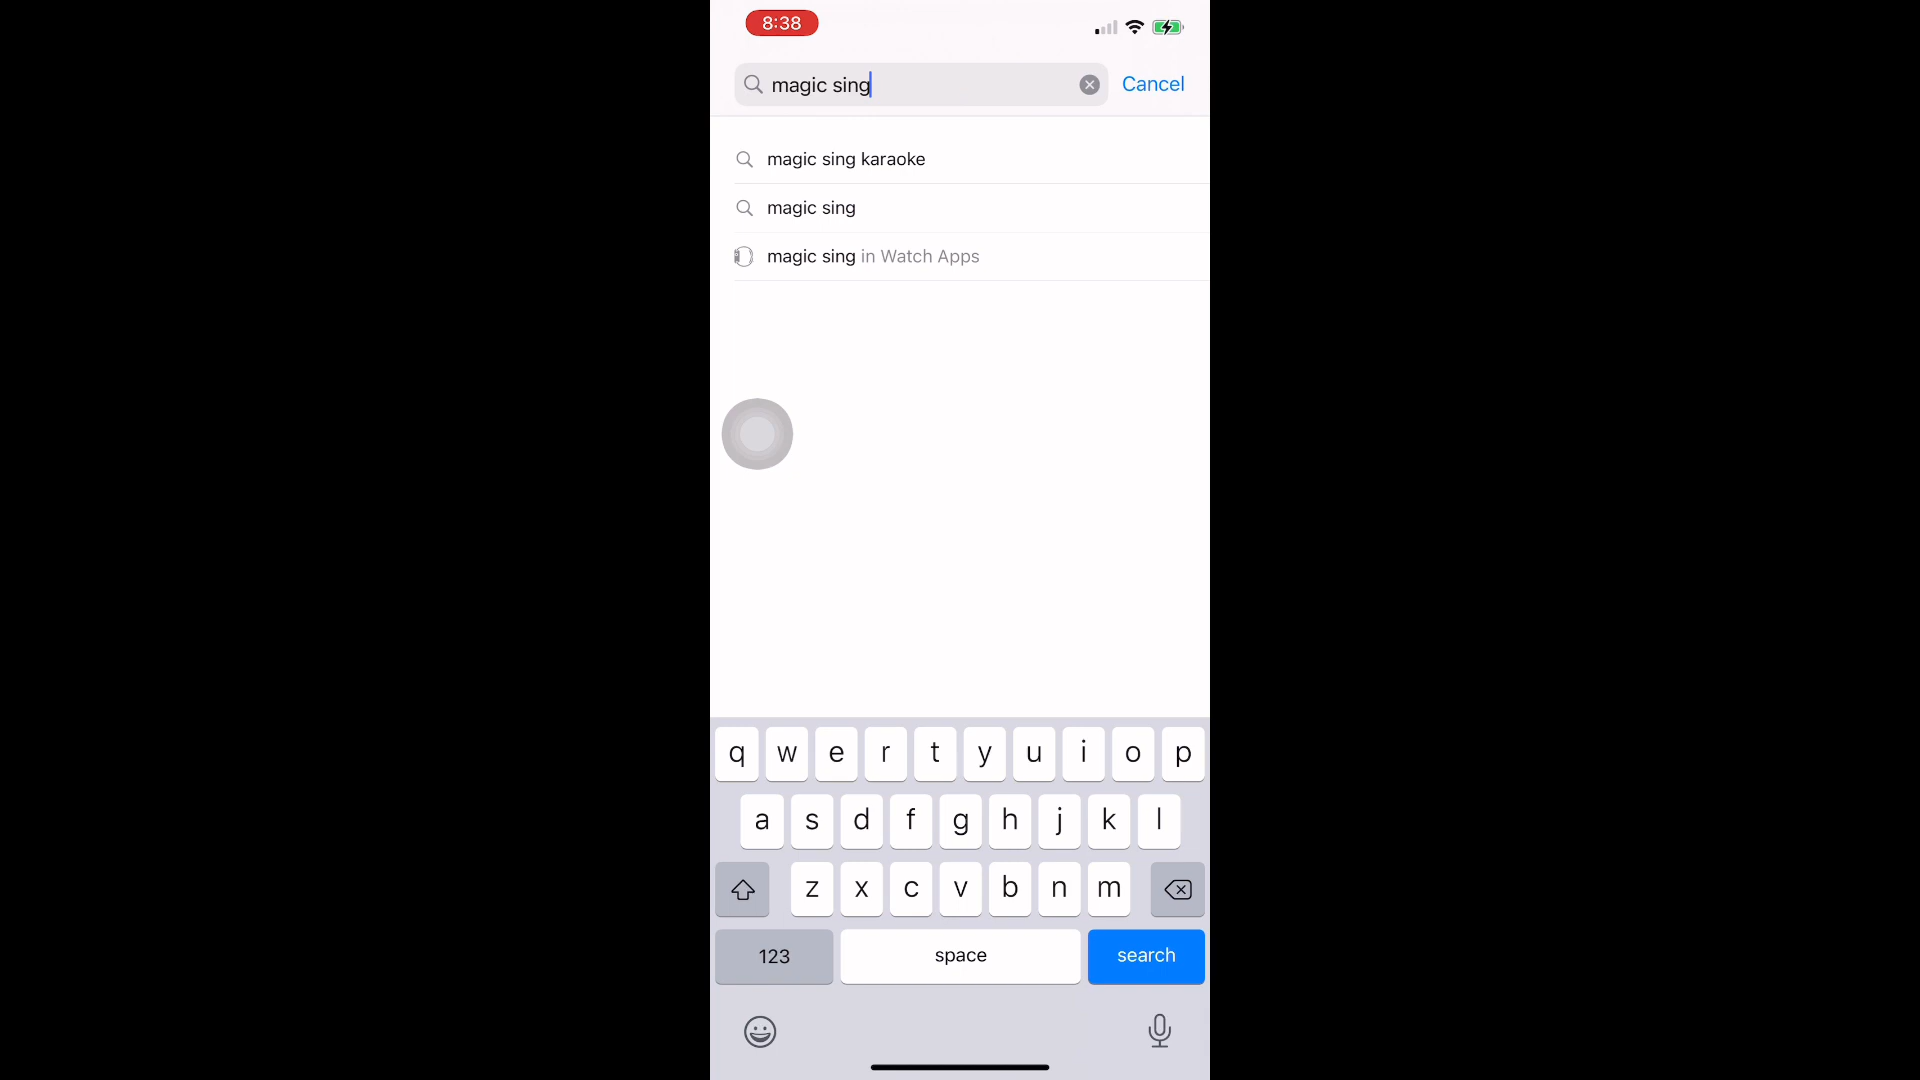 8:38
magic sing
Cancel
magic sing karaoke
magic sing
magic sing in Watch Apps
q w e r t y u i o p
a s d f g h j k l
z x c v b n m
123 space search